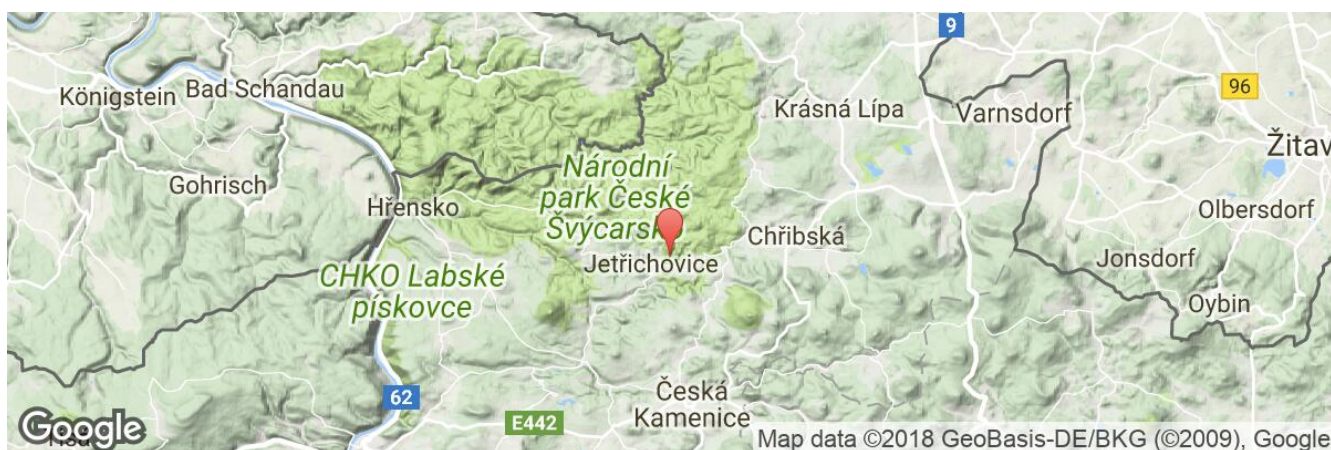 9
96
Königstein
Bad Schandau
Krásná Lípa
Varnsdorf
Žitav
Gohrisch
Hřensko
Národní
park České
Švýcarsko
Olbersdorf
Chřibská
Jetřichovice
Jonsdorf
CHKO Labské
pískovce
Oybin
62
Česká
Kamenice
E442
Google
Map data ©2018 GeoBasis-DE/BKG (©2009), Google